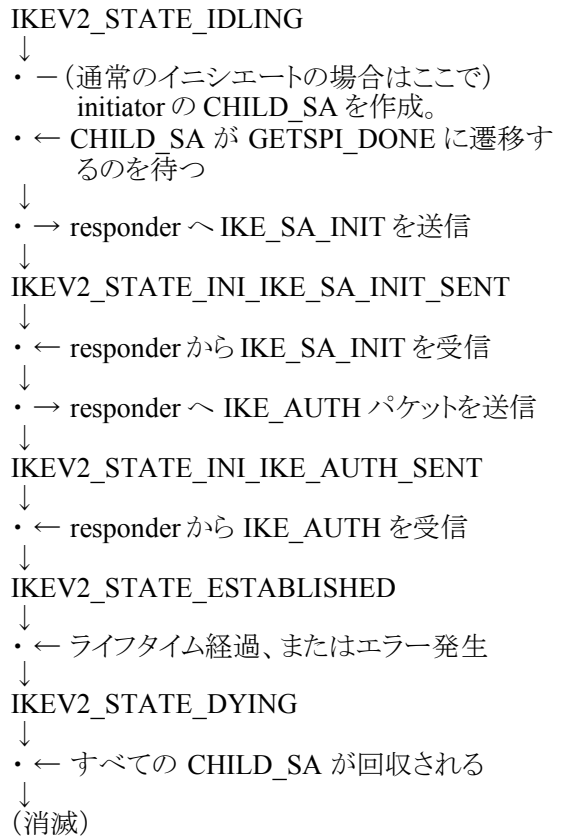 IKEV2_STATE_IDLING
↓
・－(通常のイニシエートの場合はここで)
initiator の CHILD_SA を作成。
・← CHILD_SA が GETSPI_DONE に遷移す
るのを待つ
↓
・→ responder へ IKE_SA_INIT を送信
↓
IKEV2_STATE_INI_IKE_SA_INIT_SENT
↓
・← responder から IKE_SA_INIT を受信
↓
・→ responder へ IKE_AUTH パケットを送信
↓
IKEV2_STATE_INI_IKE_AUTH_SENT
↓
・← responder から IKE_AUTH を受信
↓
IKEV2_STATE_ESTABLISHED
↓
・← ライフタイム経過、またはエラー発生
↓
IKEV2_STATE_DYING
↓
・← すべての CHILD_SA が回収される
↓
(消滅)